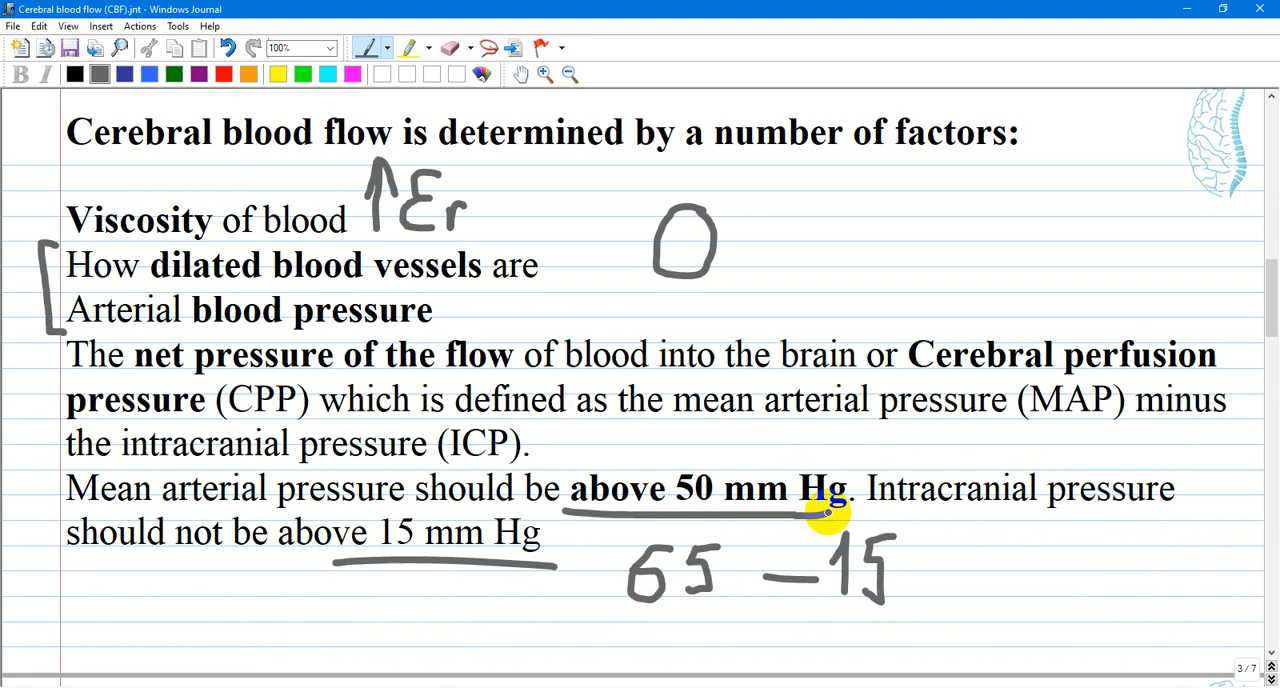 Cerebral blood flow (CBF).jnt - Windows Journal
File Edit View Insert Actions Tools Help
100%
B I
Cerebral blood flow is determined by a number of factors:
Viscosity of blood ↑ Er
How dilated blood vessels are
Arterial blood pressure
The net pressure of the flow of blood into the brain or Cerebral perfusion
pressure (CPP) which is defined as the mean arterial pressure (MAP) minus
the intracranial pressure (ICP).
Mean arterial pressure should be above 50 mm Hg. Intracranial pressure
should not be above 15 mm Hg
65 - 15
3 / 7